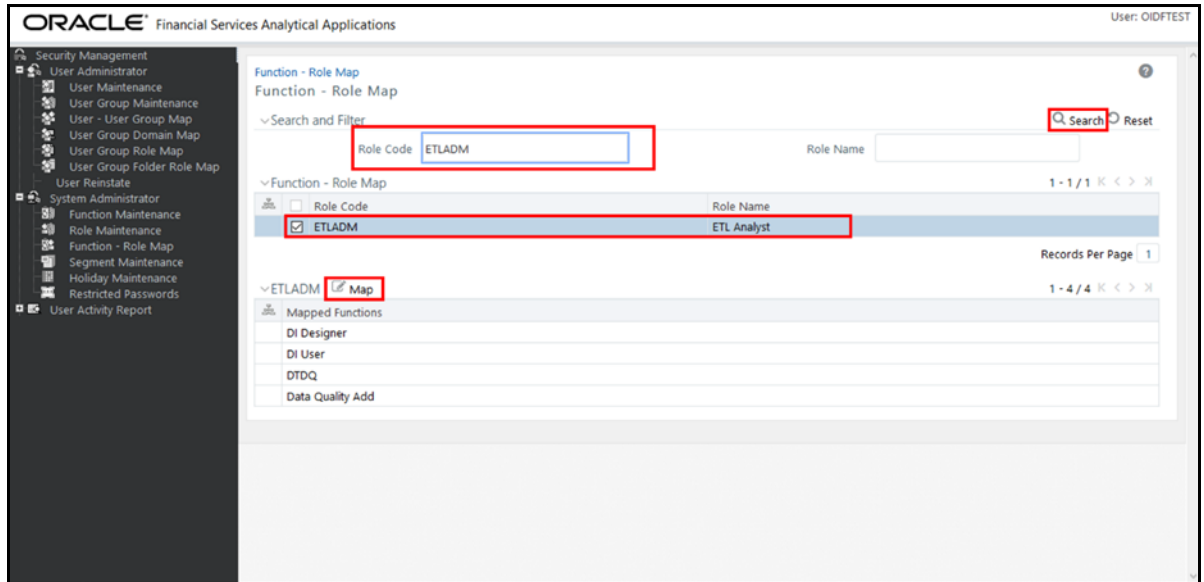 ORACLE® Financial Services Analytical Applications
User: OIDFTEST
Security Management
User Administrator
User Maintenance
User Group Maintenance
User - User Group Map
User Group Domain Map
User Group Role Map
User Group Folder Role Map
User Reinstate
System Administrator
Function Maintenance
Role Maintenance
Function - Role Map
Segment Maintenance
Holiday Maintenance
Restricted Passwords
User Activity Report
Function - Role Map
Function - Role Map
Search and Filter
Search Reset
Role Code ETLADM Role Name
Function - Role Map 1 - 1 / 1
Role Code Role Name
ETLADM ETL Analyst
Records Per Page 1
ETLADM Map 1 - 4 / 4
Mapped Functions
DI Designer
DI User
DTDQ
Data Quality Add